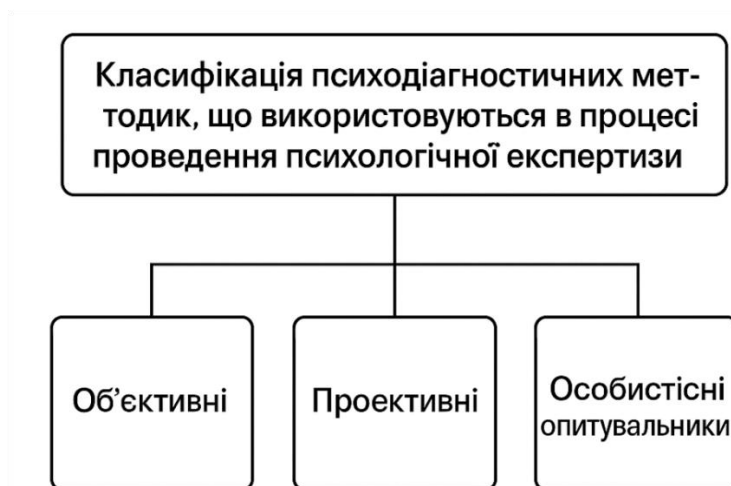 Класифікація психодіагностичних мет-
тодик, що використовуються в процесі
проведення психологічної експертизи
Об'єктивні
Проективні
Особистісні
опитувальники